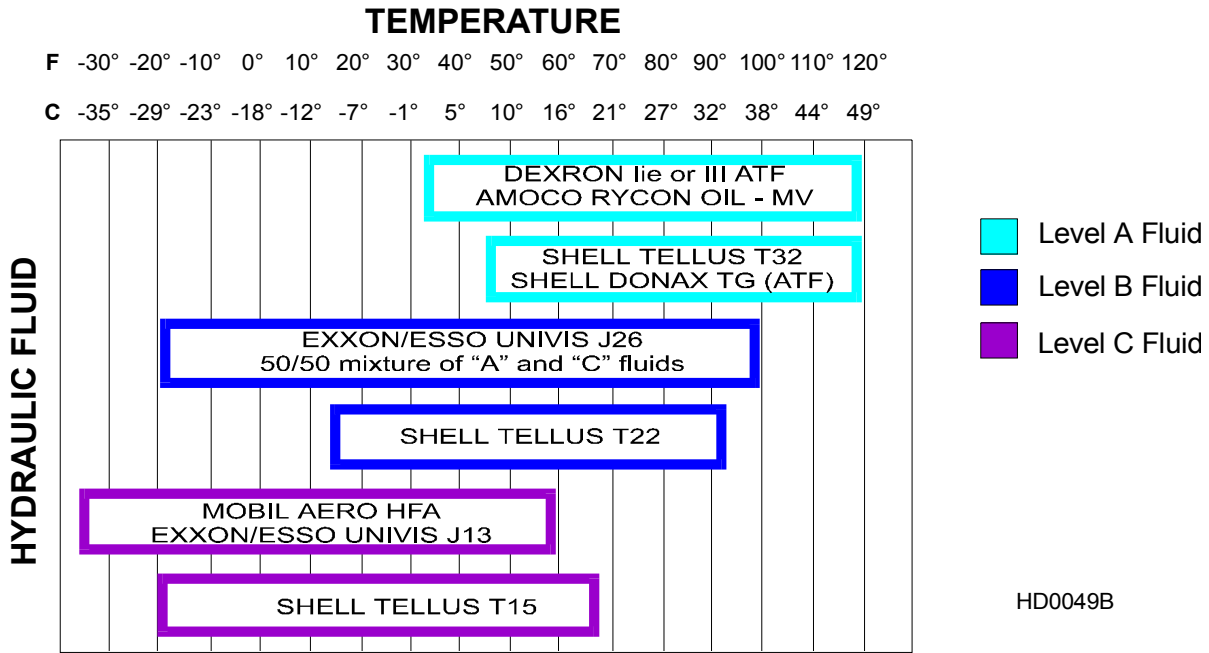 TEMPERATURE
F -30° -20° -10° 0° 10° 20° 30° 40° 50° 60° 70° 80° 90° 100° 110° 120°
C -35° -29° -23° -18° -12° -7° -1° 5° 10° 16° 21° 27° 32° 38° 44° 49°
HYDRAULIC FLUID
DEXRON IIe or III ATF
AMOCO RYCON OIL - MV
SHELL TELLUS T32
SHELL DONAX TG (ATF)
EXXON/ESSO UNIVIS J26
50/50 mixture of “A” and “C” fluids
SHELL TELLUS T22
MOBIL AERO HFA
EXXON/ESSO UNIVIS J13
SHELL TELLUS T15
Level A Fluid
Level B Fluid
Level C Fluid
HD0049B